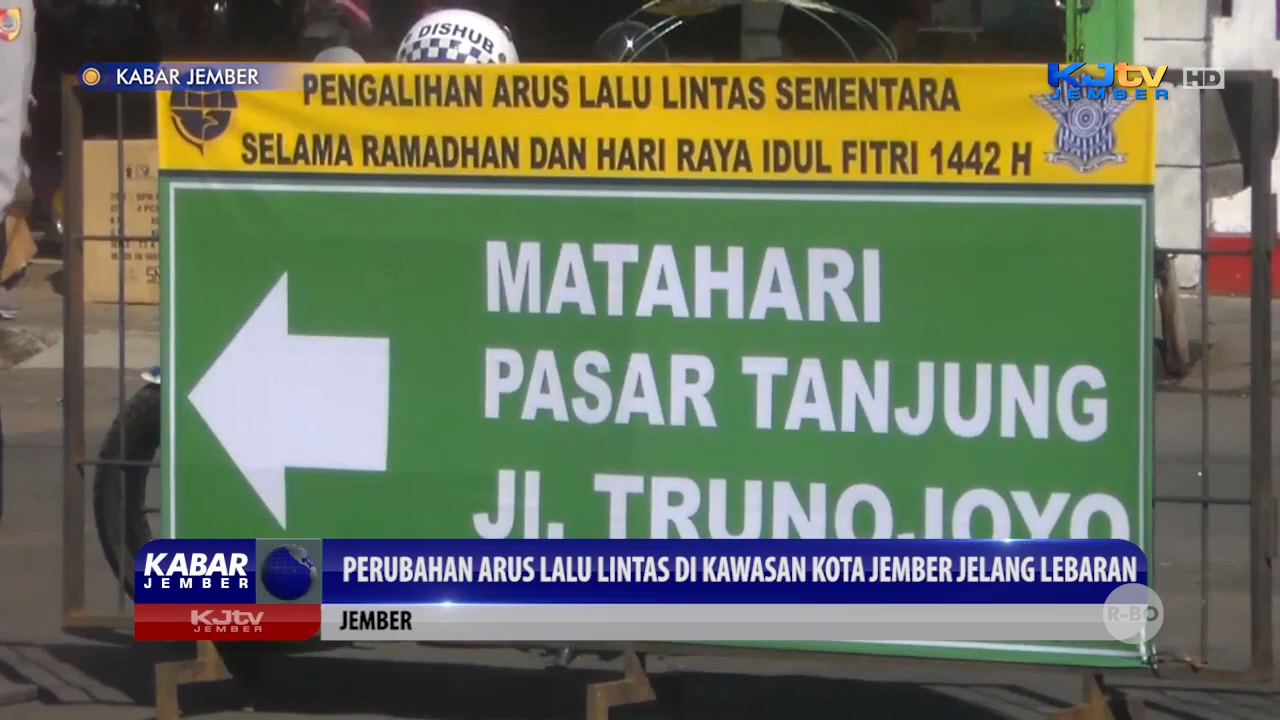 DISHUB
KABAR JEMBER
KJTV
JEMBER
HD
PENGALIHAN ARUS LALU LINTAS SEMENTARA
SELAMA RAMADHAN DAN HARI RAYA IDUL FITRI 1442 H
MATAHARI
PASAR TANJUNG
JL. TRUNOJOYO
KABAR
JEMBER
PERUBAHAN ARUS LALU LINTAS DI KAWASAN KOTA JEMBER JELANG LEBARAN
KJTV
JEMBER
JEMBER
R-BO